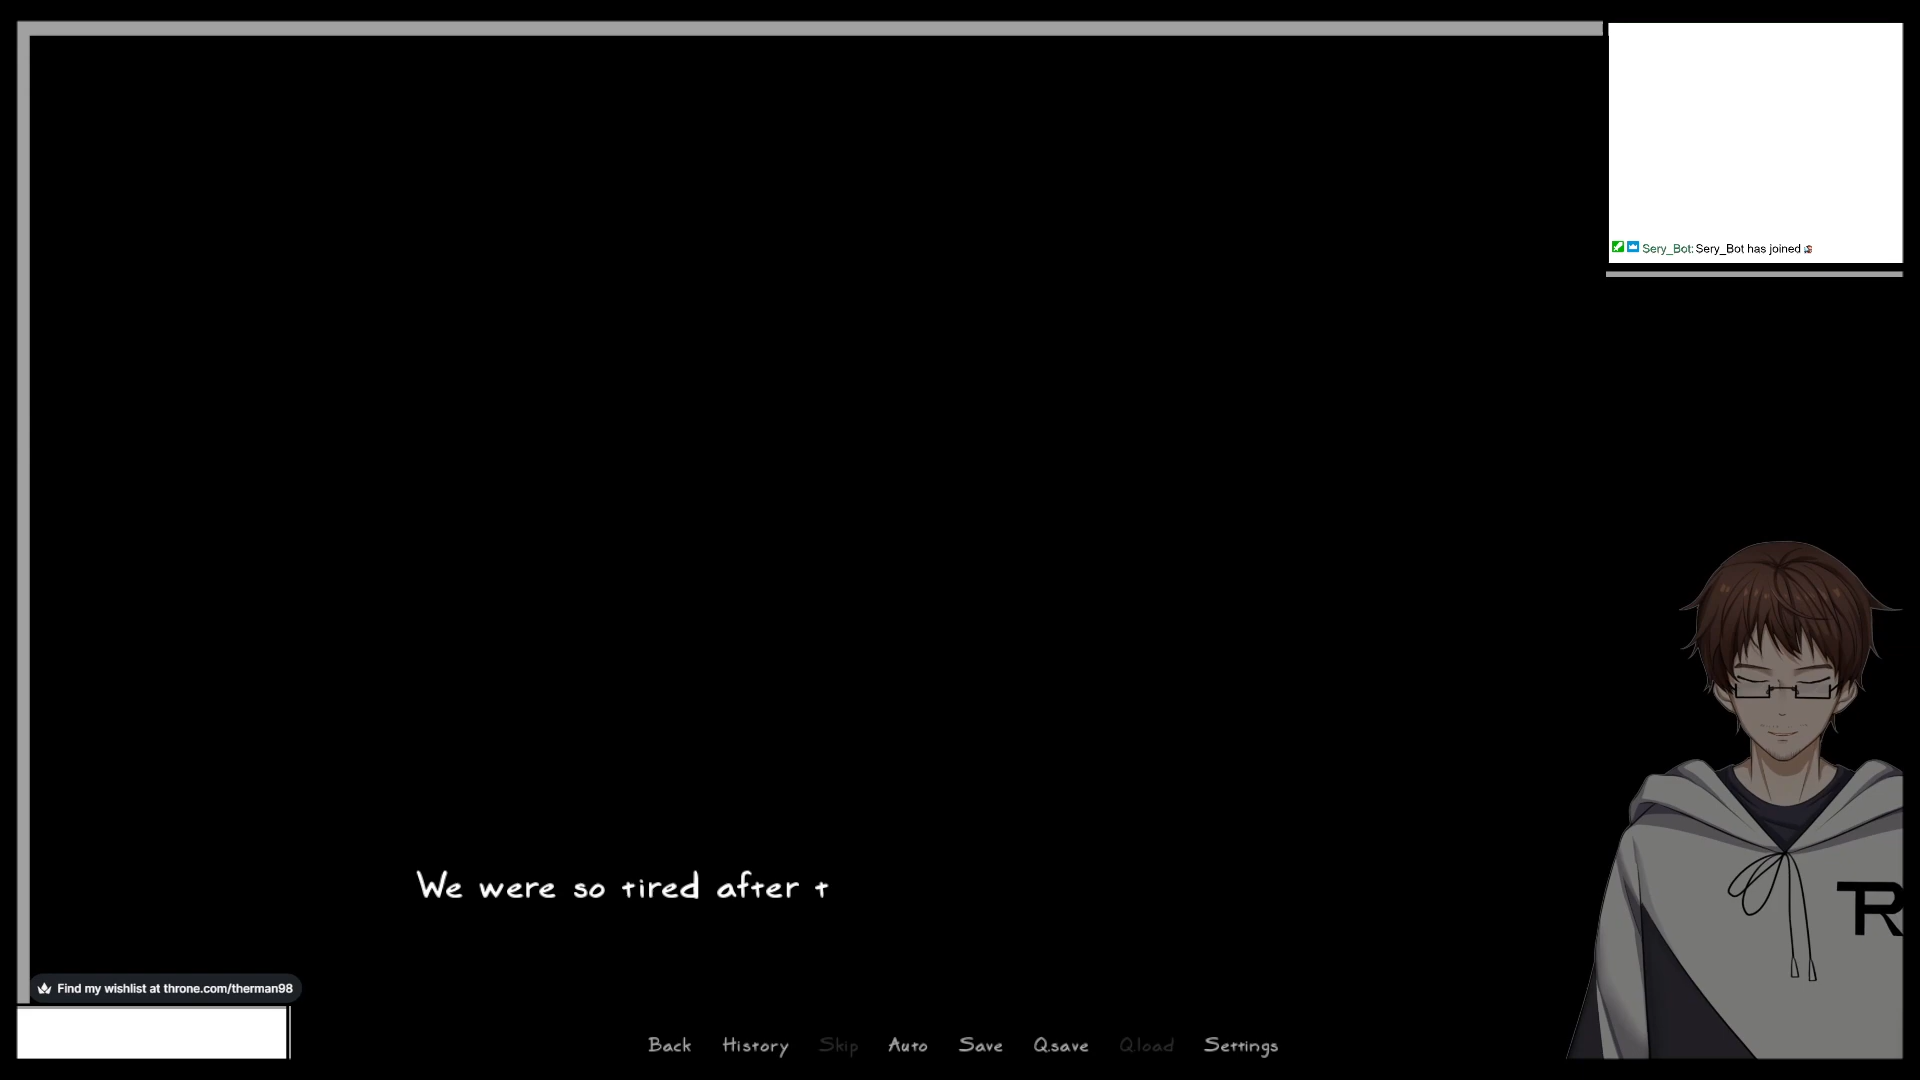 Sery_Bot: Sery_Bot has joined
TR
We were so tired after t
Find my wishlist at throne.com/therman98
Back History Skip Auto Save Q.save Q.load Settings